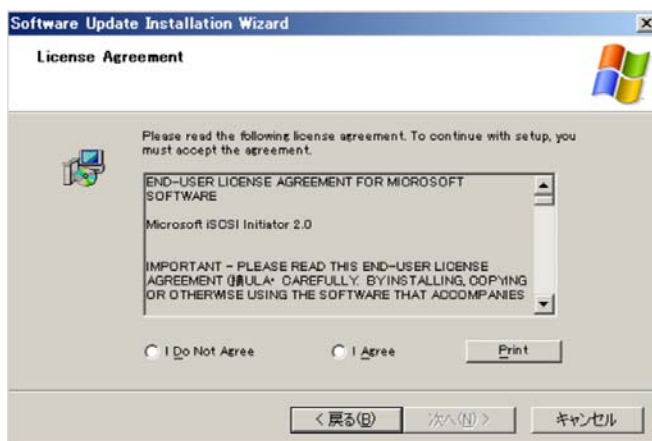 Software Update Installation Wizard
License Agreement
Please read the following license agreement. To continue with setup, you
must accept the agreement.
END-USER LICENSE AGREEMENT FOR MICROSOFT
SOFTWARE
Microsoft iSCSI Initiator 2.0
IMPORTANT - PLEASE READ THIS END-USER LICENSE
AGREEMENT CAREFULLY. BYINSTALLING, COPYING
OR OTHERWISE USING THE SOFTWARE THAT ACCOMPANIES
I Do Not Agree
I Agree
Print
< 戻る(B)
次へ(N) >
キャンセル